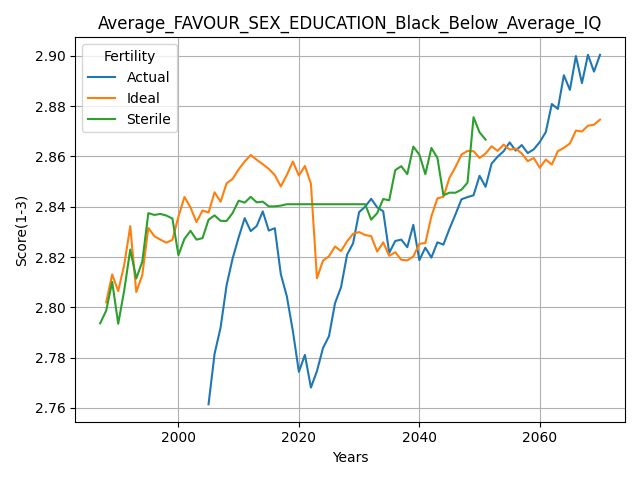 Average_FAVOUR_SEX_EDUCATION_Black_Below_Average_IQ
Fertility
Actual
Ideal
Sterile
Score(1-3)
2.90
2.88
2.86
2.84
2.82
2.80
2.78
2.76
2000
2020
2040
2060
Years